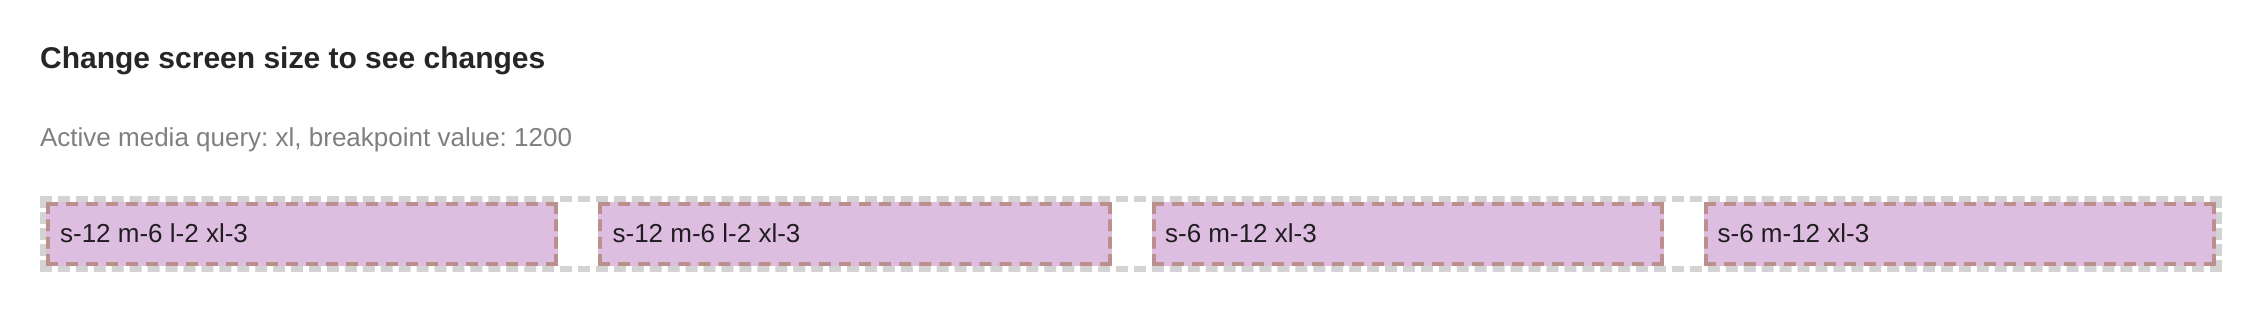 Change screen size to see changes
Active media query: xl, breakpoint value: 1200
s-12 m-6 l-2 xl-3
s-12 m-6 l-2 xl-3
s-6 m-12 xl-3
s-6 m-12 xl-3